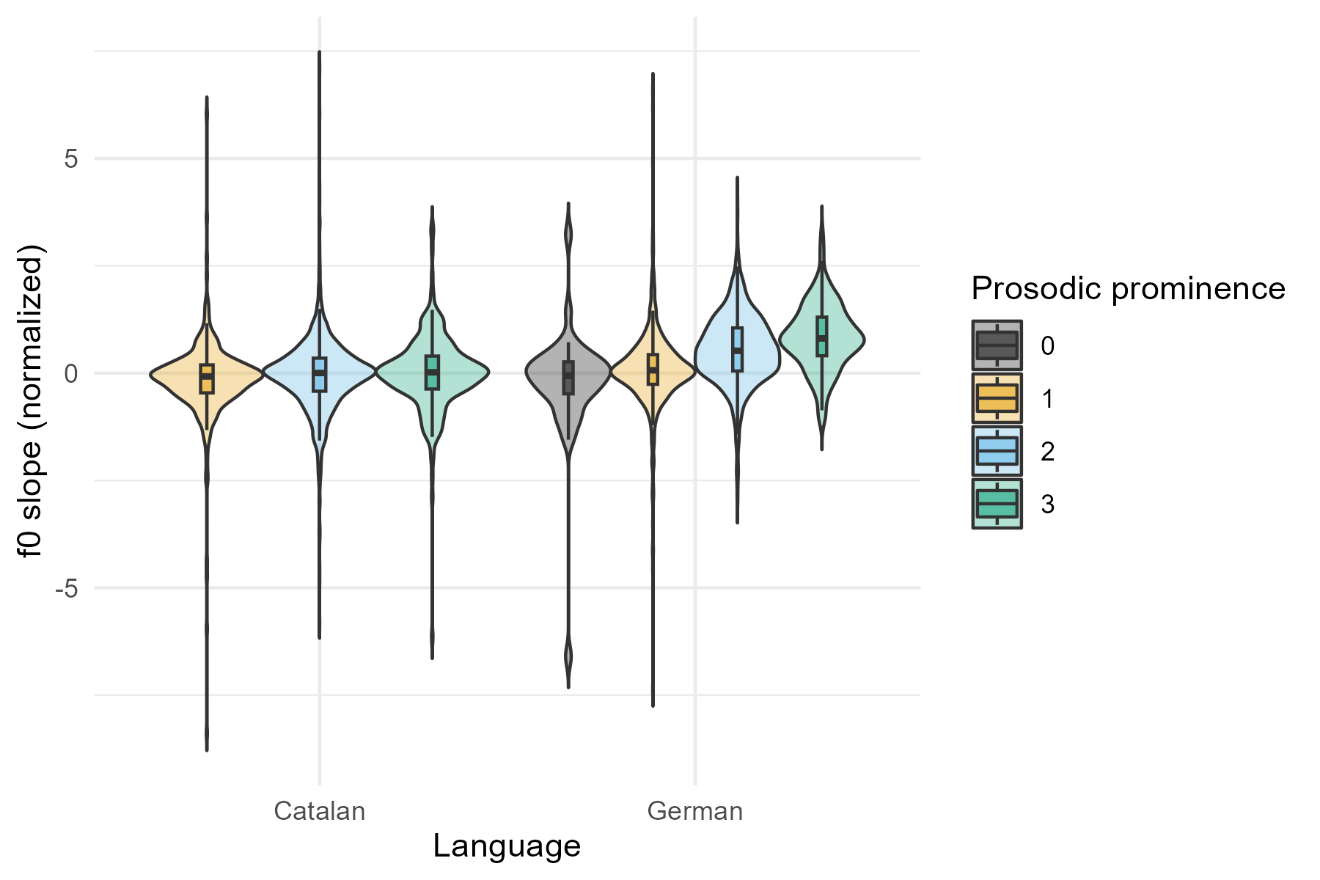 f0 slope (normalized)
5
0
-5
Catalan
German
Language
Prosodic prominence
0
1
2
3